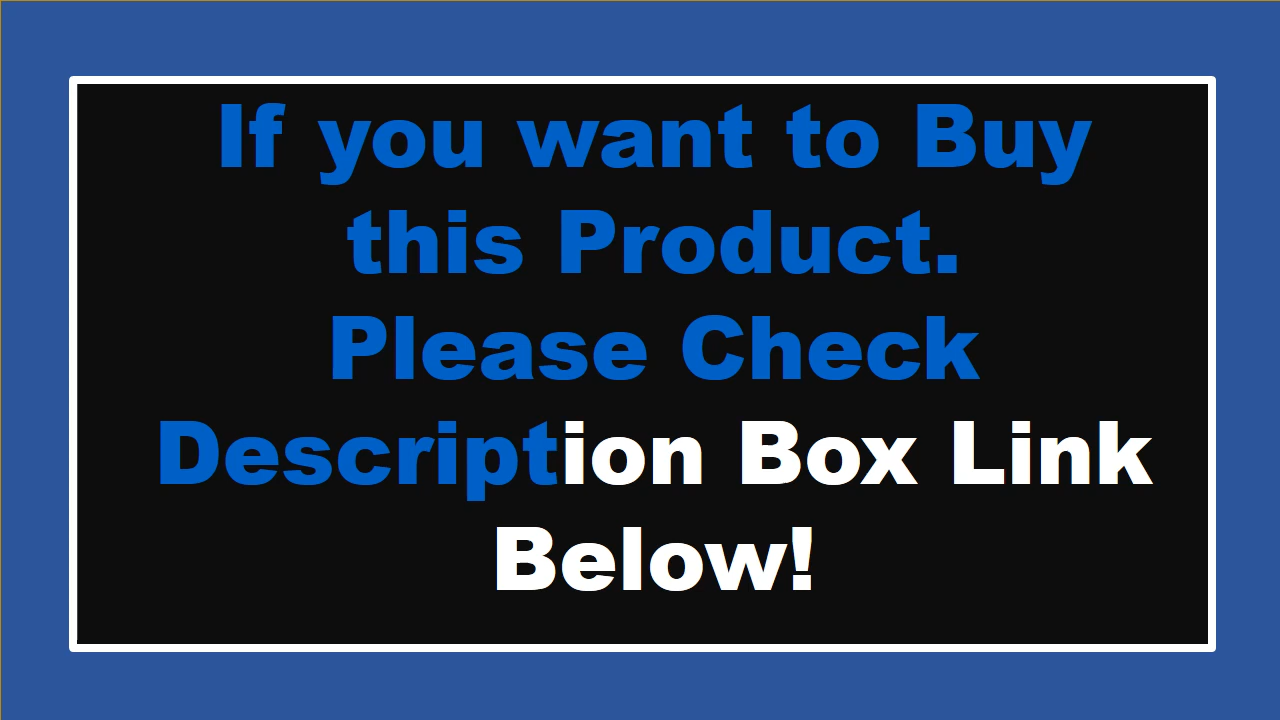 If you want to Buy
this Product.
Please Check
Description Box Link
Below!